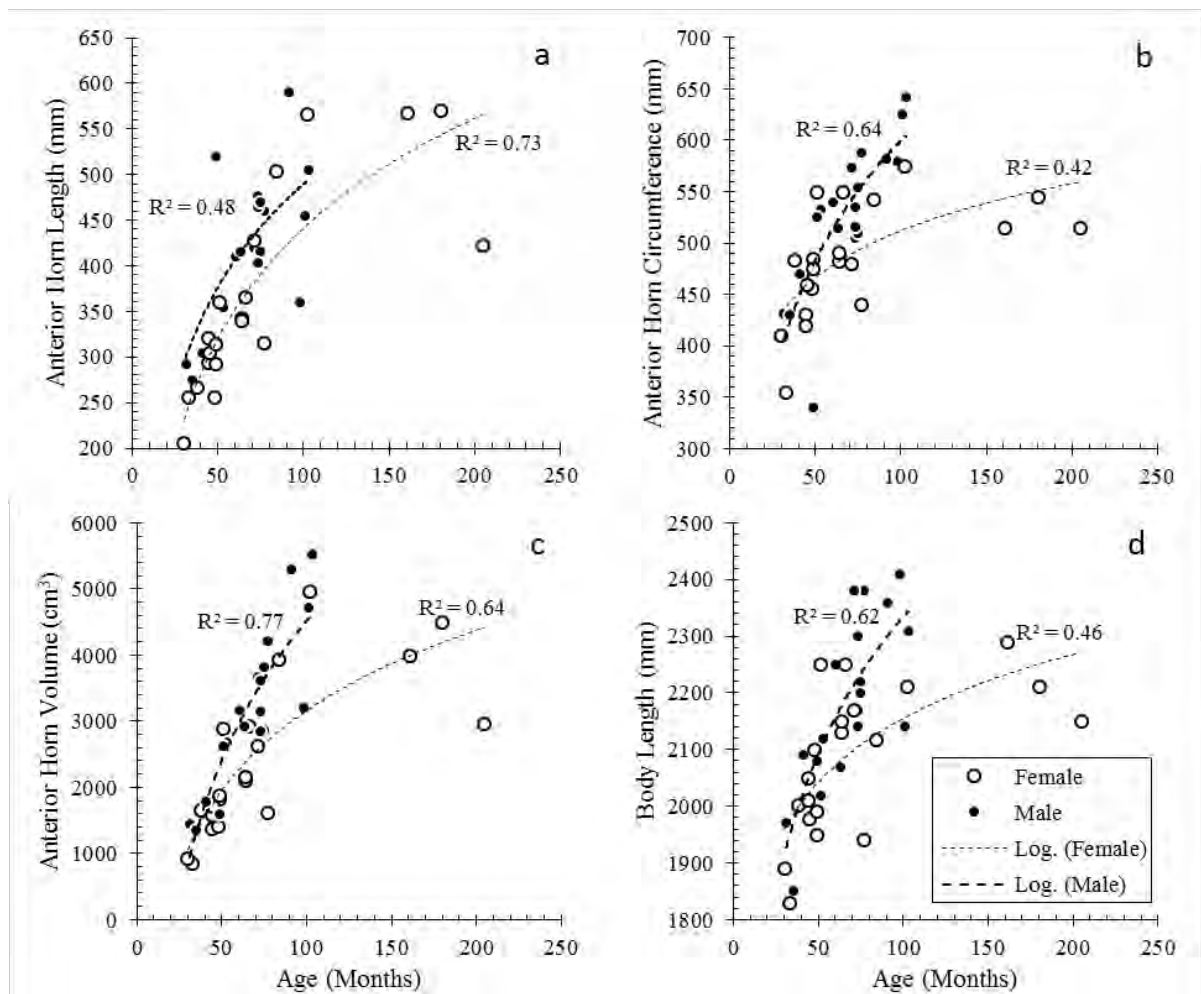 a
Anterior Horn Length (mm)
650
600
550
500
450
400
350
300
250
200
R² = 0.48
R² = 0.73
0 50 100 150 200 250
b
Anterior Horn Circumference (mm)
700
650
600
550
500
450
400
350
300
R² = 0.64
R² = 0.42
0 50 100 150 200 250
c
Anterior Horn Volume (cm³)
6000
5000
4000
3000
2000
1000
0
R² = 0.77
R² = 0.64
0 50 100 150 200 250
Age (Months)
d
Body Length (mm)
2500
2400
2300
2200
2100
2000
1900
1800
R² = 0.62
R² = 0.46
Female
Male
Log. (Female)
Log. (Male)
0 50 100 150 200 250
Age (Months)